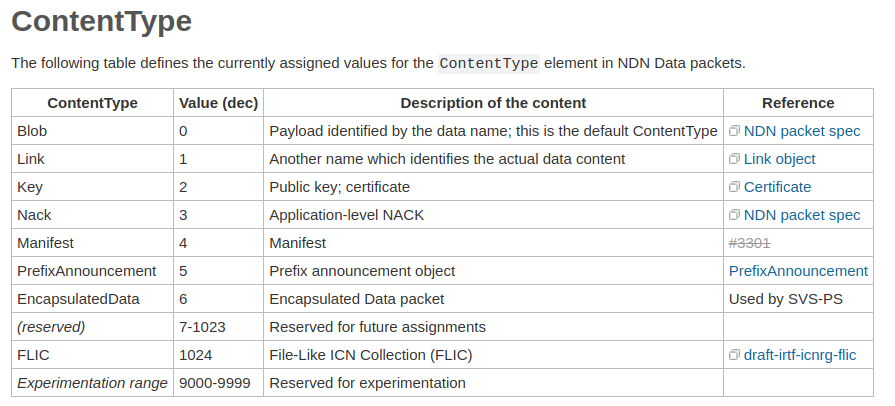 ContentType
The following table defines the currently assigned values for the ContentType element in NDN Data packets.
ContentType Value (dec) Description of the content Reference
Blob 0 Payload identified by the data name; this is the default ContentType NDN packet spec
Link 1 Another name which identifies the actual data content Link object
Key 2 Public key; certificate Certificate
Nack 3 Application-level NACK NDN packet spec
Manifest 4 Manifest #3301
PrefixAnnouncement 5 Prefix announcement object PrefixAnnouncement
EncapsulatedData 6 Encapsulated Data packet Used by SVS-PS
(reserved) 7-1023 Reserved for future assignments
FLIC 1024 File-Like ICN Collection (FLIC) draft-irtf-icnrg-flic
Experimentation range 9000-9999 Reserved for experimentation